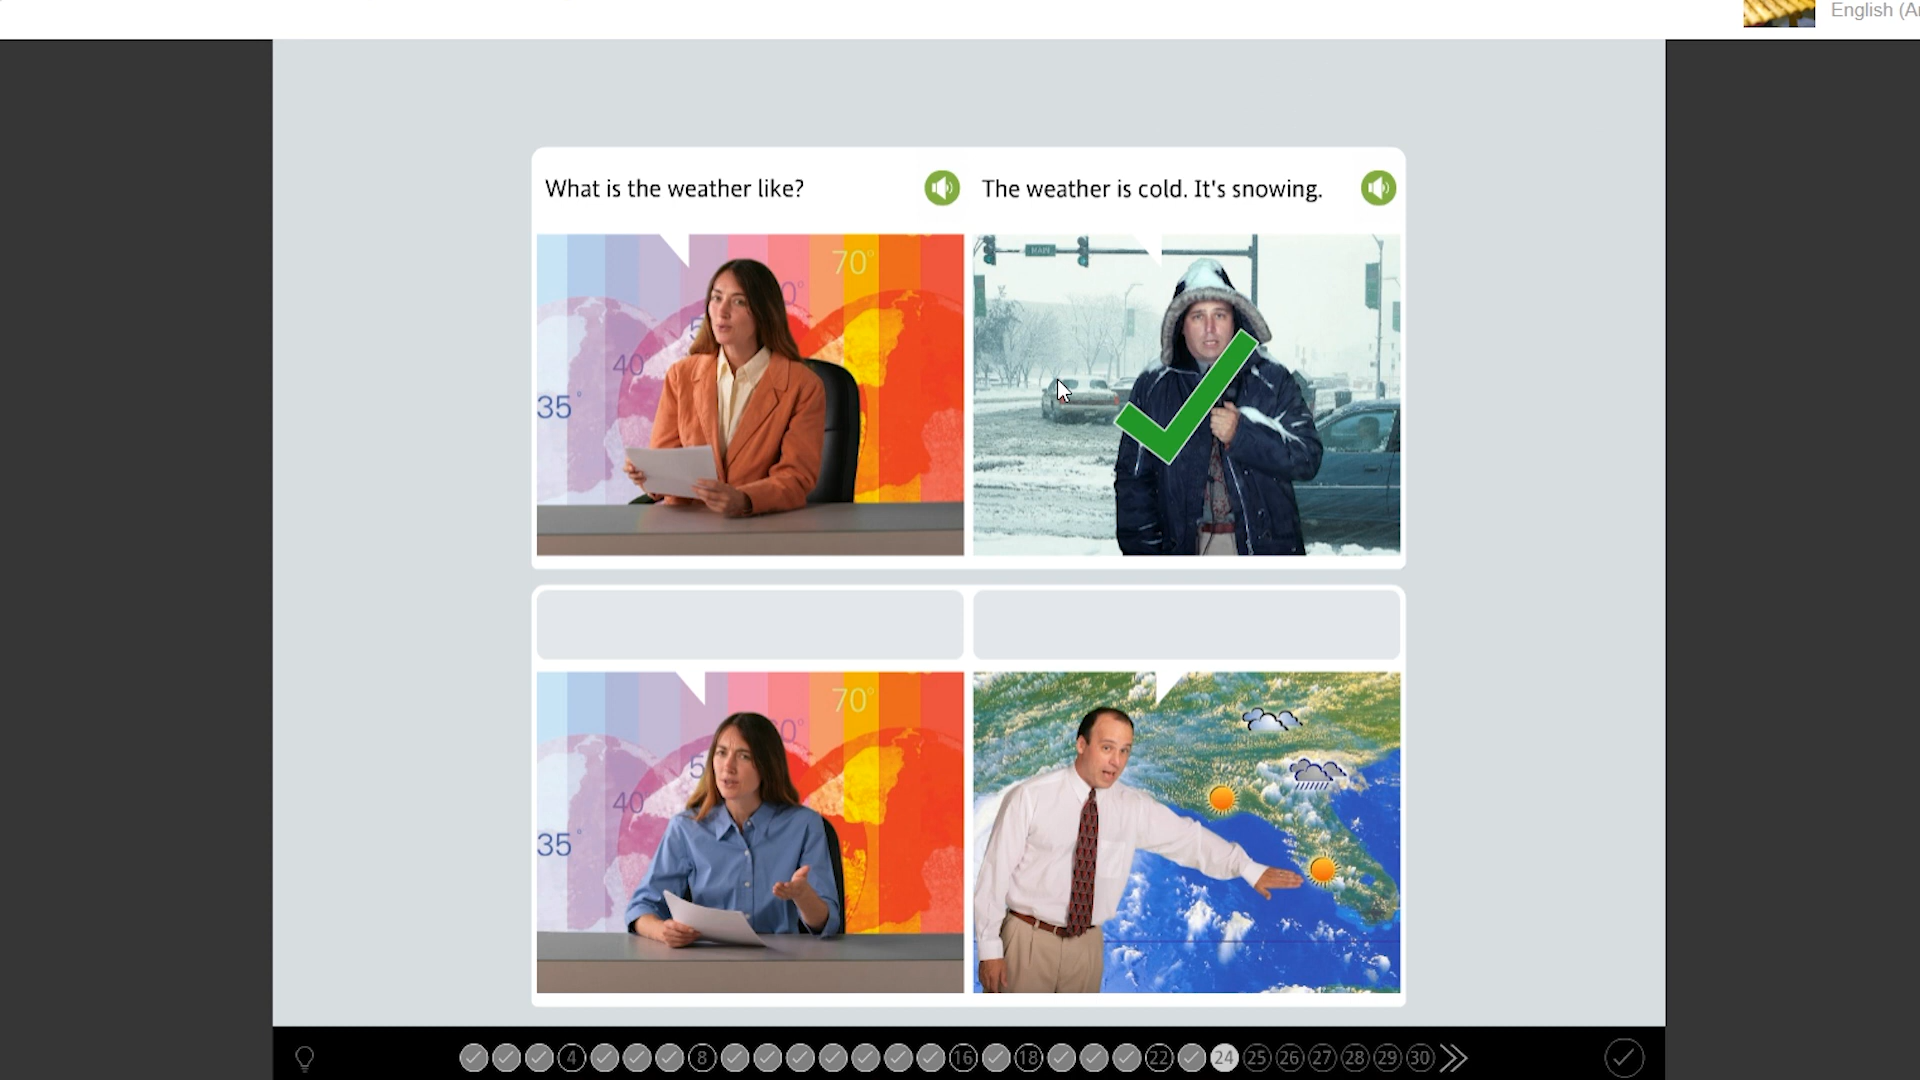 English (A
What is the weather like?
The weather is cold. It's snowing.
70°
40
35°
MAIN
70°
40
35°
4 8 16 18 22 24 25 26 27 28 29 30